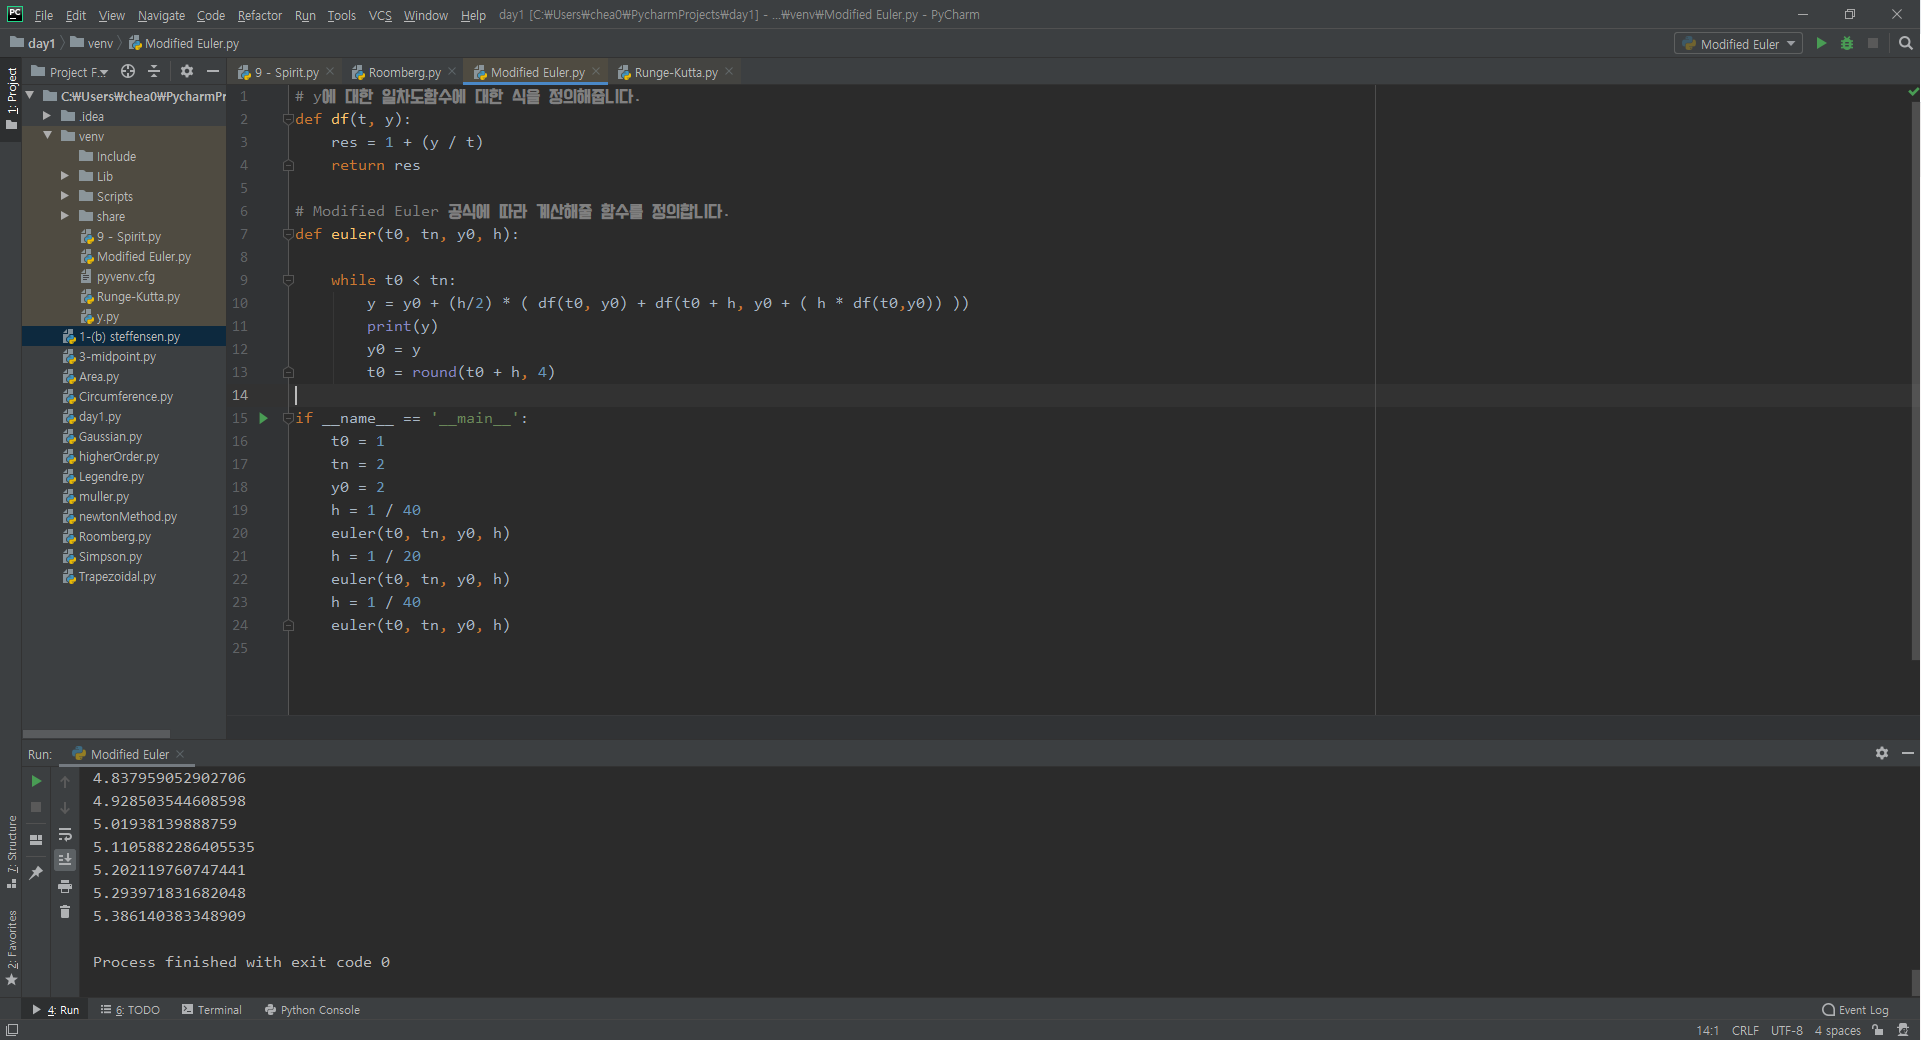 PC File Edit View Navigate Code Refactor Run Tools VCS Window Help day1 [C:₩Users₩chea0₩PycharmProjects₩day1] - ...₩venv₩Modified Euler.py - PyCharm
day1 venv Modified Euler.py Modified Euler
Project F.. 9 - Spirit.py Roomberg.py Modified Euler.py Runge-Kutta.py
1: Project
C:₩Users₩chea0₩PycharmPr
.idea
venv
Include
Lib
Scripts
share
9 - Spirit.py
Modified Euler.py
pyvenv.cfg
Runge-Kutta.py
y.py
1-(b) steffensen.py
3-midpoint.py
Area.py
Circumference.py
day1.py
Gaussian.py
higherOrder.py
Legendre.py
muller.py
newtonMethod.py
Roomberg.py
Simpson.py
Trapezoidal.py
1 # y에 대한 일차도함수에 대한 식을 정의해줍니다.
2 def df(t, y):
3     res = 1 + (y / t)
4     return res
5
6 # Modified Euler 공식에 따라 계산해줄 함수를 정의합니다.
7 def euler(t0, tn, y0, h):
8
9     while t0 < tn:
10         y = y0 + (h/2) * ( df(t0, y0) + df(t0 + h, y0 + ( h * df(t0,y0)) ))
11         print(y)
12         y0 = y
13         t0 = round(t0 + h, 4)
14
15 if __name__ == '__main__':
16     t0 = 1
17     tn = 2
18     y0 = 2
19     h = 1 / 40
20     euler(t0, tn, y0, h)
21     h = 1 / 20
22     euler(t0, tn, y0, h)
23     h = 1 / 40
24     euler(t0, tn, y0, h)
25
Run: Modified Euler
4.837959052902706
4.928503544608598
5.01938139888759
5.1105882286405535
5.202119760747441
5.293971831682048
5.386140383348909
Process finished with exit code 0
7: Structure
2: Favorites
4: Run 6: TODO Terminal Python Console Event Log
14:1 CRLF UTF-8 4 spaces